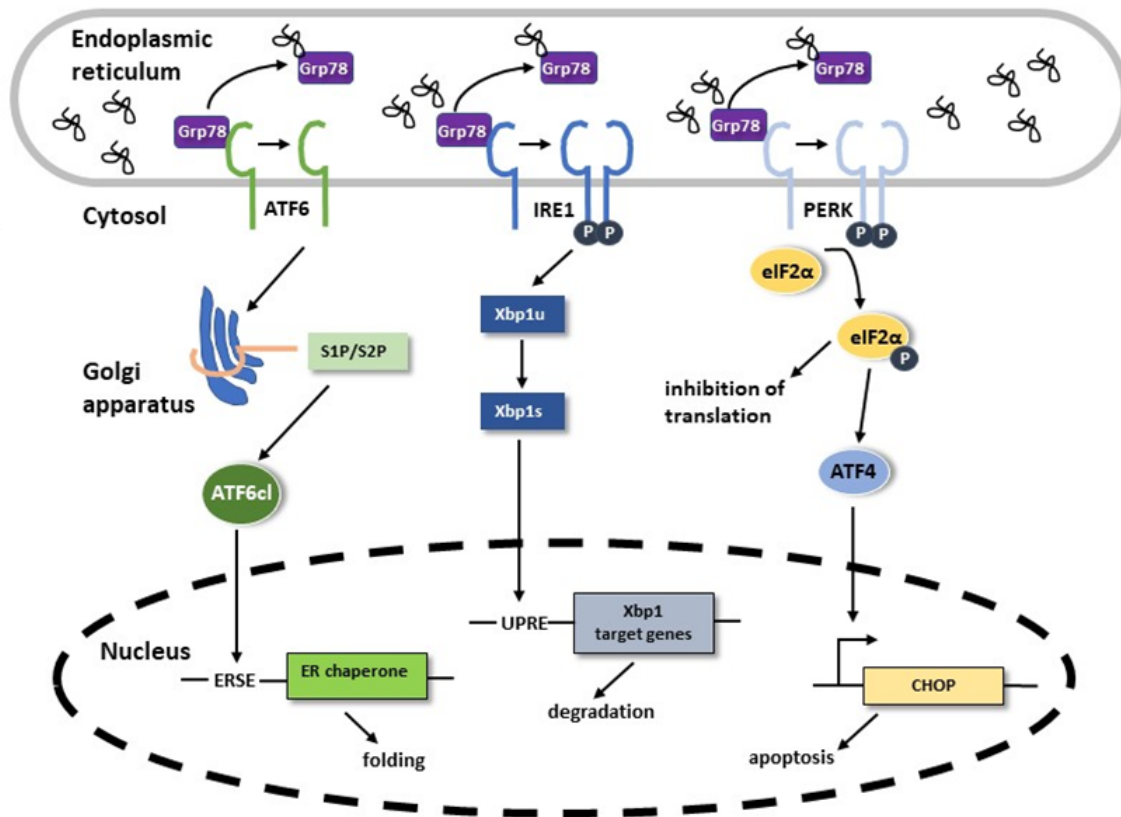 Endoplasmic
reticulum
Grp78
Grp78
Grp78
Grp78
Grp78
Grp78
Cytosol
ATF6
IRE1
PERK
P
P
P
P
eIF2α
Xbp1u
eIF2α
P
S1P/S2P
Golgi
apparatus
inhibition of
translation
Xbp1s
ATF6cl
ATF4
Nucleus
ERSE
ER chaperone
UPRE
Xbp1
target genes
CHOP
folding
degradation
apoptosis